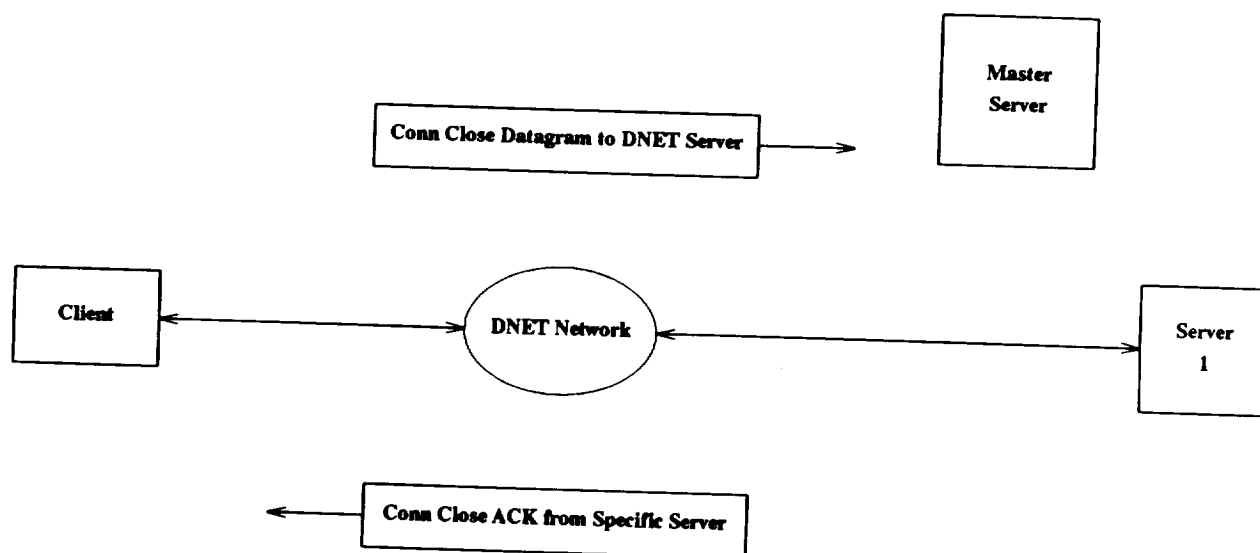 Master
Server
Conn Close Datagram to DNET Server
Client
DNET Network
Server
1
Conn Close ACK from Specific Server